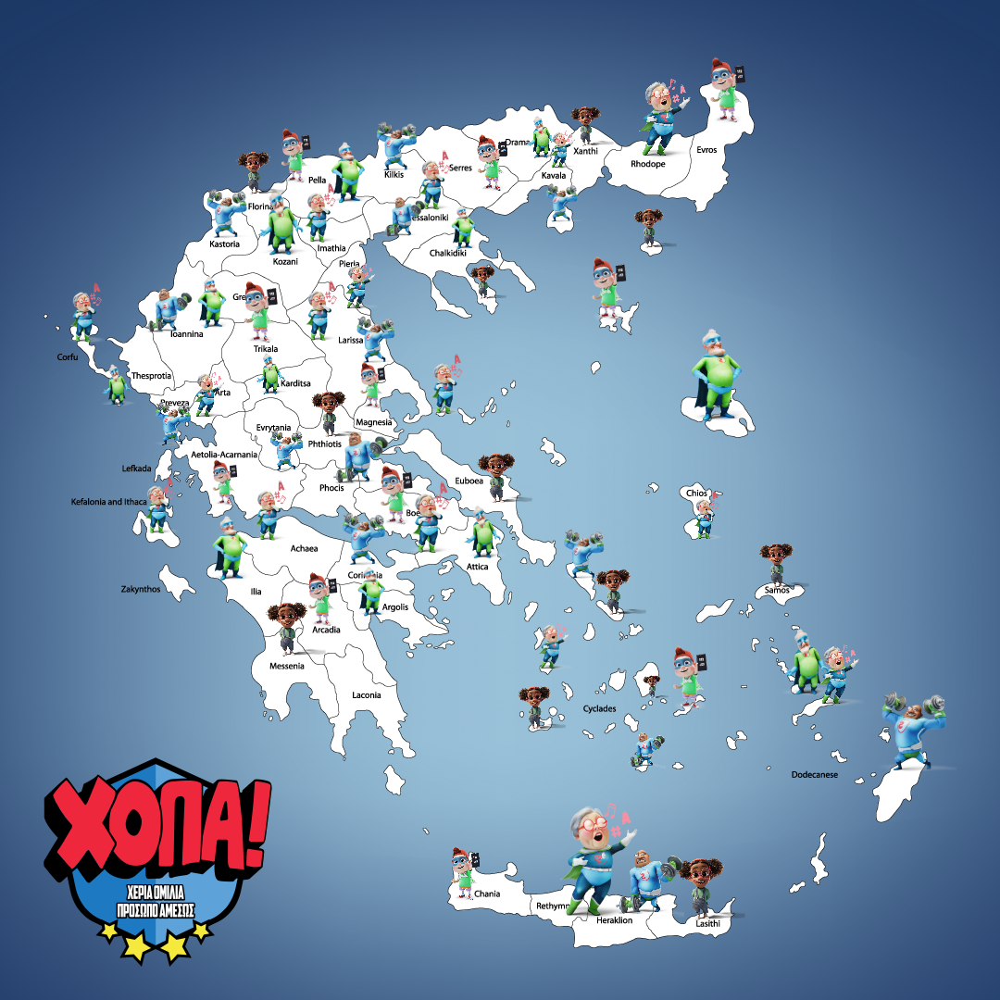 Drama
Xanthi
Evros
Rhodope
Kavala
Serres
Kilkis
Pella
Florina
Kastoria
Kozani
Imathia
Pieria
Chalkidiki
Ioannina
Larissa
Trikala
Corfu
Thesprotia
Preveza
Arta
Karditsa
Magnesia
Evrytania
Phthiotis
Aetolia-Acarnania
Lefkada
Phocis
Euboea
Kefalonia and Ithaca
Chios
Achaea
Attica
Zakynthos
Ilia
Samos
Argolis
Arcadia
Messenia
Laconia
Cyclades
Dodecanese
Chania
Heraklion
Lasithi
ΧΟΠΑ!
ΧΕΡΙΑ ΟΜΙΛΙΑ
ΠΡΟΣΩΠΟ ΑΜΕΣΩΣ